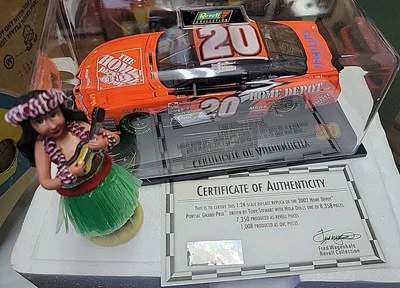 Revell
COLLECTION
20
THE
HOME
DEPOT
20
HOME DEPOT
CERTIFICATE OF AUTHENTICITY
CERTIFICATE OF AUTHENTICITY
THIS IS TO CERTIFY THIS 1:24 SCALE DIECAST REPLICA OF THE 2002 HOME DEPOT
PONTIAC GRAND PRIX DRIVEN BY TONY STEWART WITH HULA DOLLS ONE OF 8,358 PIECES.
7,350 PRODUCED AS REVELL PIECES
1,008 PRODUCED AS QVC PIECES
Fred Wagenhals
Revell Collection